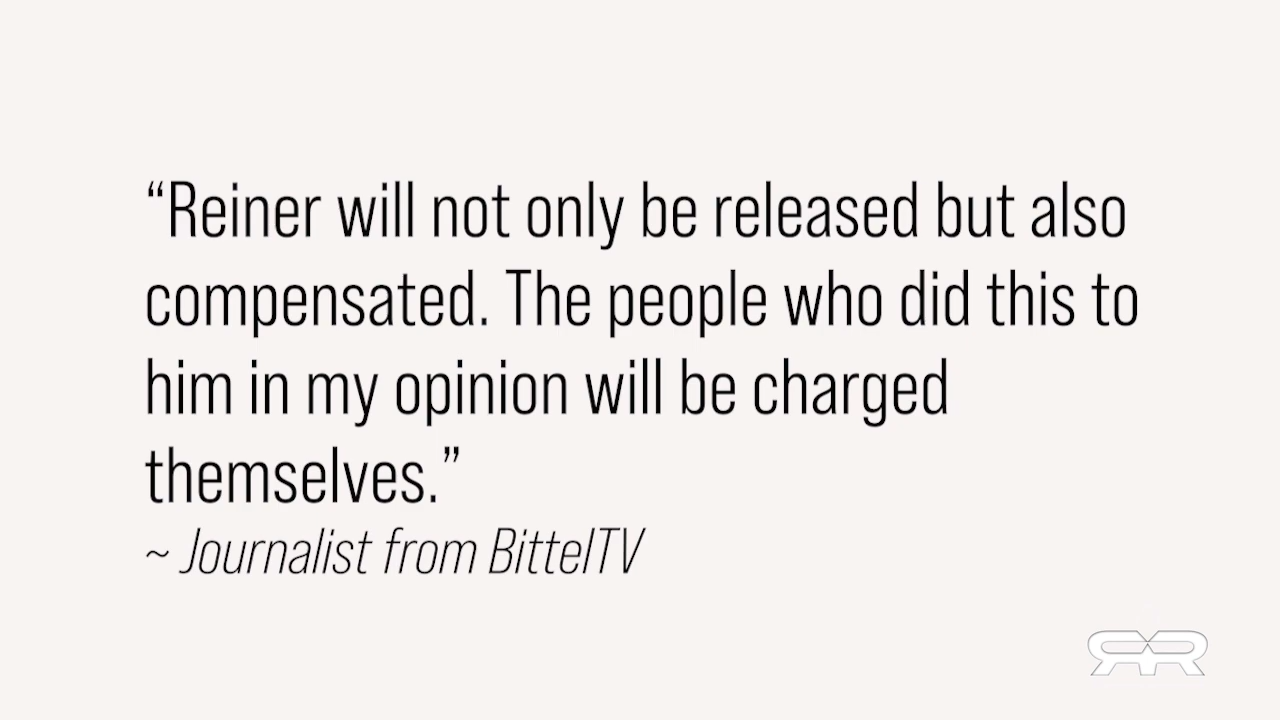 “Reiner will not only be released but also
compensated. The people who did this to
him in my opinion will be charged
themselves.”
~ Journalist from BittelTV
RR